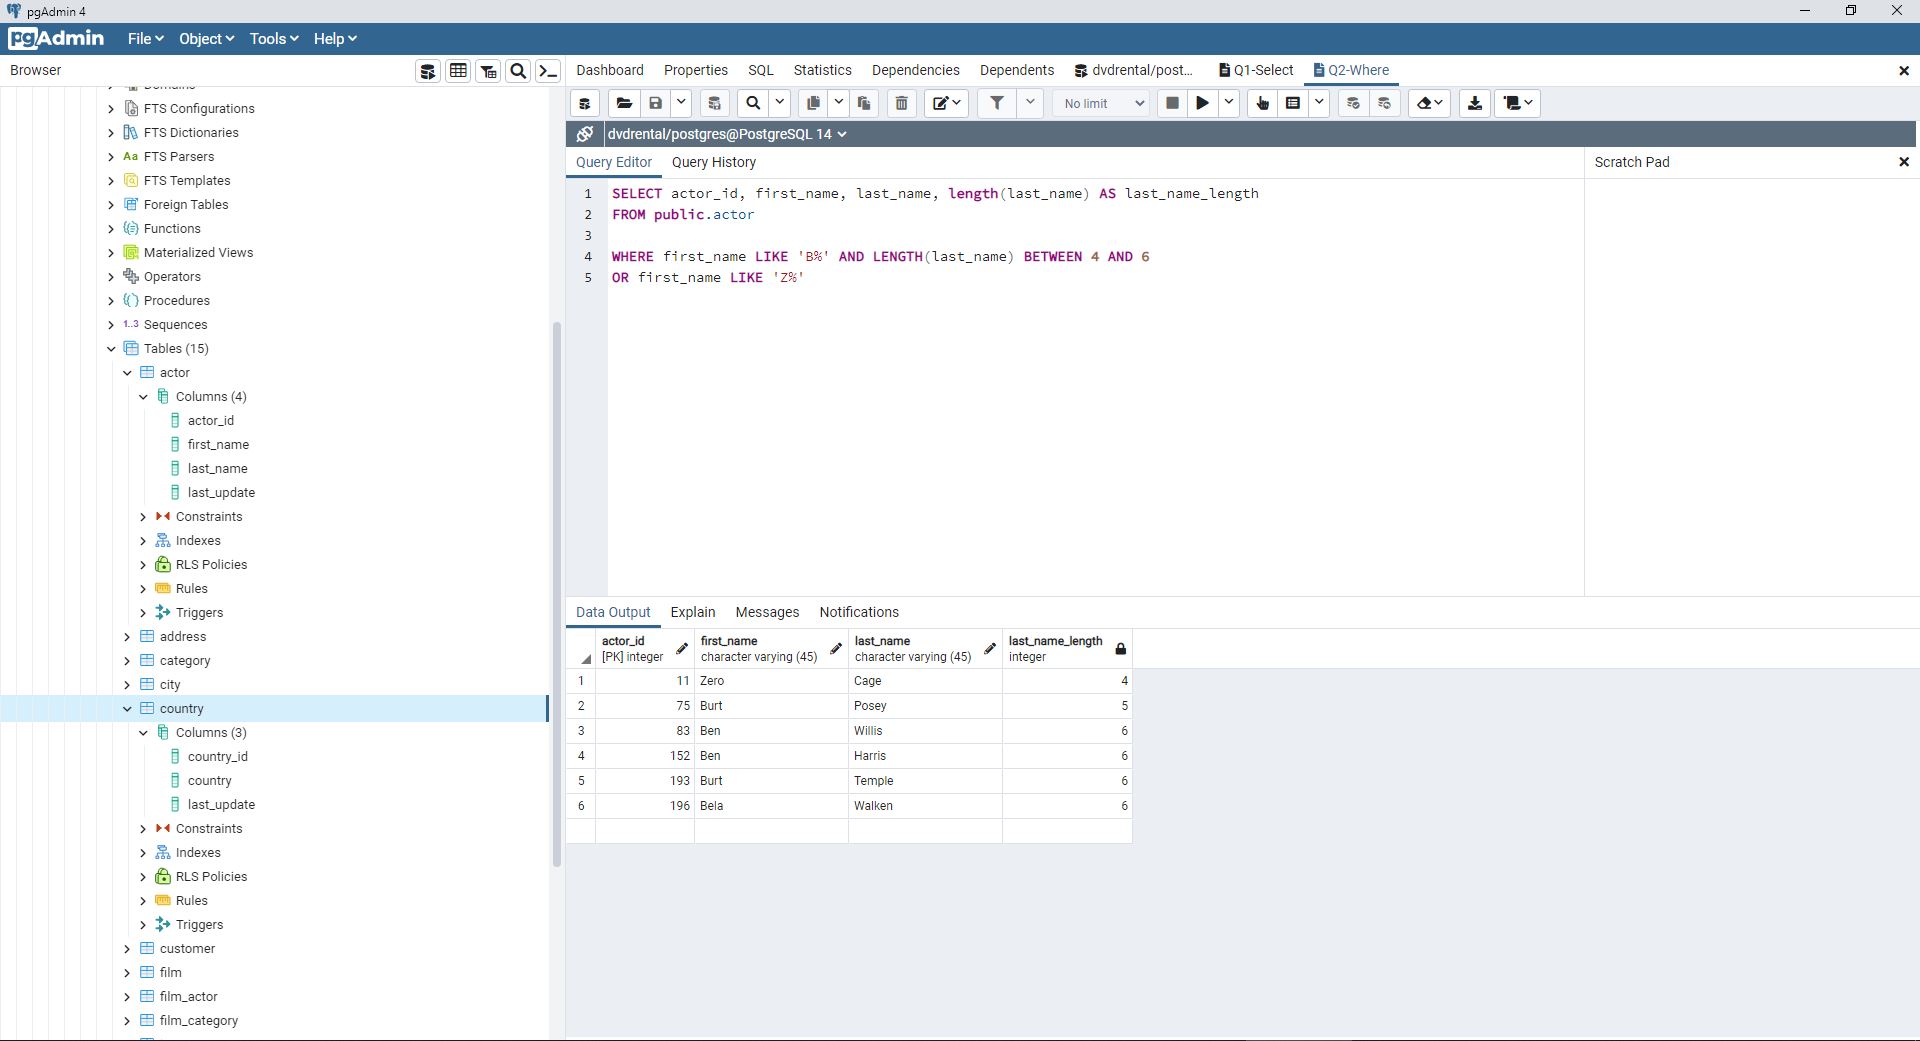 pgAdmin 4
pgAdmin File Object Tools Help
Browser
Dashboard Properties SQL Statistics Dependencies Dependents dvdrental/post... Q1-Select Q2-Where
No limit
dvdrental/postgres@PostgreSQL 14
Query Editor Query History
Scratch Pad
Domains
FTS Configurations
FTS Dictionaries
Aa FTS Parsers
FTS Templates
Foreign Tables
Functions
Materialized Views
Operators
Procedures
1..3 Sequences
Tables (15)
actor
Columns (4)
actor_id
first_name
last_name
last_update
Constraints
Indexes
RLS Policies
Rules
Triggers
address
category
city
country
Columns (3)
country_id
country
last_update
Constraints
Indexes
RLS Policies
Rules
Triggers
customer
film
film_actor
film_category
1 SELECT actor_id, first_name, last_name, length(last_name) AS last_name_length
2 FROM public.actor
3
4 WHERE first_name LIKE 'B%' AND LENGTH(last_name) BETWEEN 4 AND 6
5 OR first_name LIKE 'Z%'
Data Output Explain Messages Notifications
actor_id first_name last_name last_name_length
[PK] integer character varying (45) character varying (45) integer
1 11 Zero Cage 4
2 75 Burt Posey 5
3 83 Ben Willis 6
4 152 Ben Harris 6
5 193 Burt Temple 6
6 196 Bela Walken 6